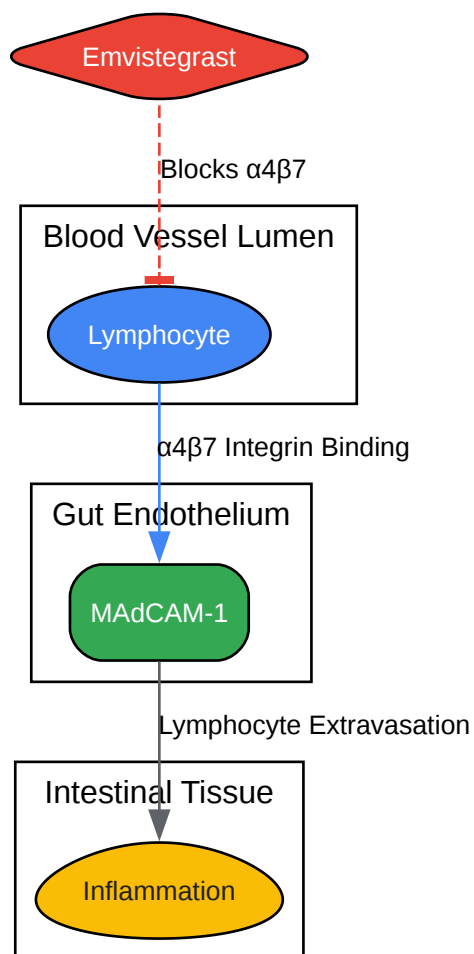 Emvistegrast
Blocks α4β7
Blood Vessel Lumen
Lymphocyte
α4β7 Integrin Binding
Gut Endothelium
MAdCAM-1
Lymphocyte Extravasation
Intestinal Tissue
Inflammation